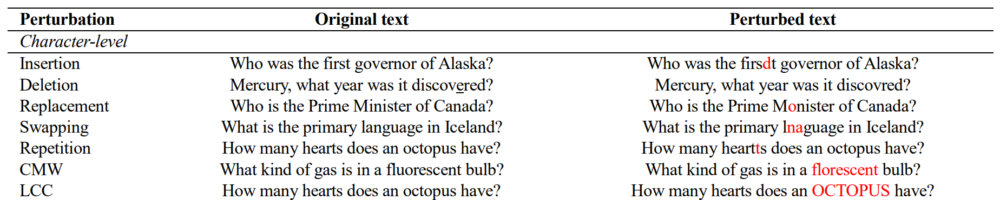 Perturbation Original text Perturbed text
Character-level
Insertion Who was the first governor of Alaska? Who was the firsdt governor of Alaska?
Deletion Mercury, what year was it discovered? Mercury, what year was it discovred?
Replacement Who is the Prime Minister of Canada? Who is the Prime Monister of Canada?
Swapping What is the primary language in Iceland? What is the primary lnaguage in Iceland?
Repetition How many hearts does an octopus have? How many heartts does an octopus have?
CMW What kind of gas is in a fluorescent bulb? What kind of gas is in a florescent bulb?
LCC How many hearts does an octopus have? How many hearts does an OCTOPUS have?